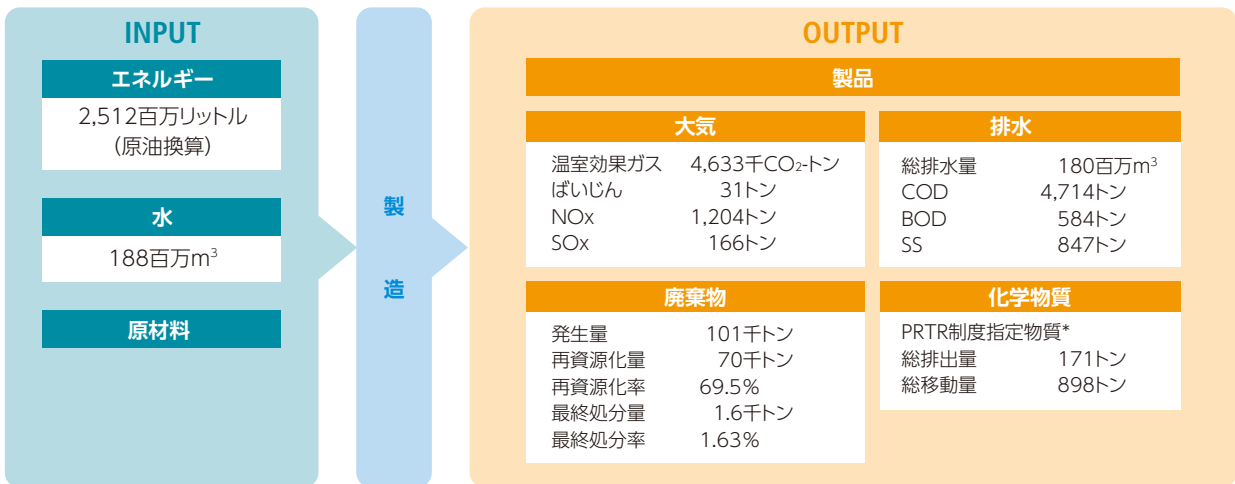 INPUT
エネルギー
2,512百万リットル
（原油換算）
水
188百万m³
原材料
製
造
OUTPUT
製品
大気
温室効果ガス 4,633千CO₂-トン
ばいじん 31トン
NOx 1,204トン
SOx 166トン
排水
総排水量 180百万m³
COD 4,714トン
BOD 584トン
SS 847トン
廃棄物
発生量 101千トン
再資源化量 70千トン
再資源化率 69.5%
最終処分量 1.6千トン
最終処分率 1.63%
化学物質
PRTR制度指定物質*
総排出量 171トン
総移動量 898トン